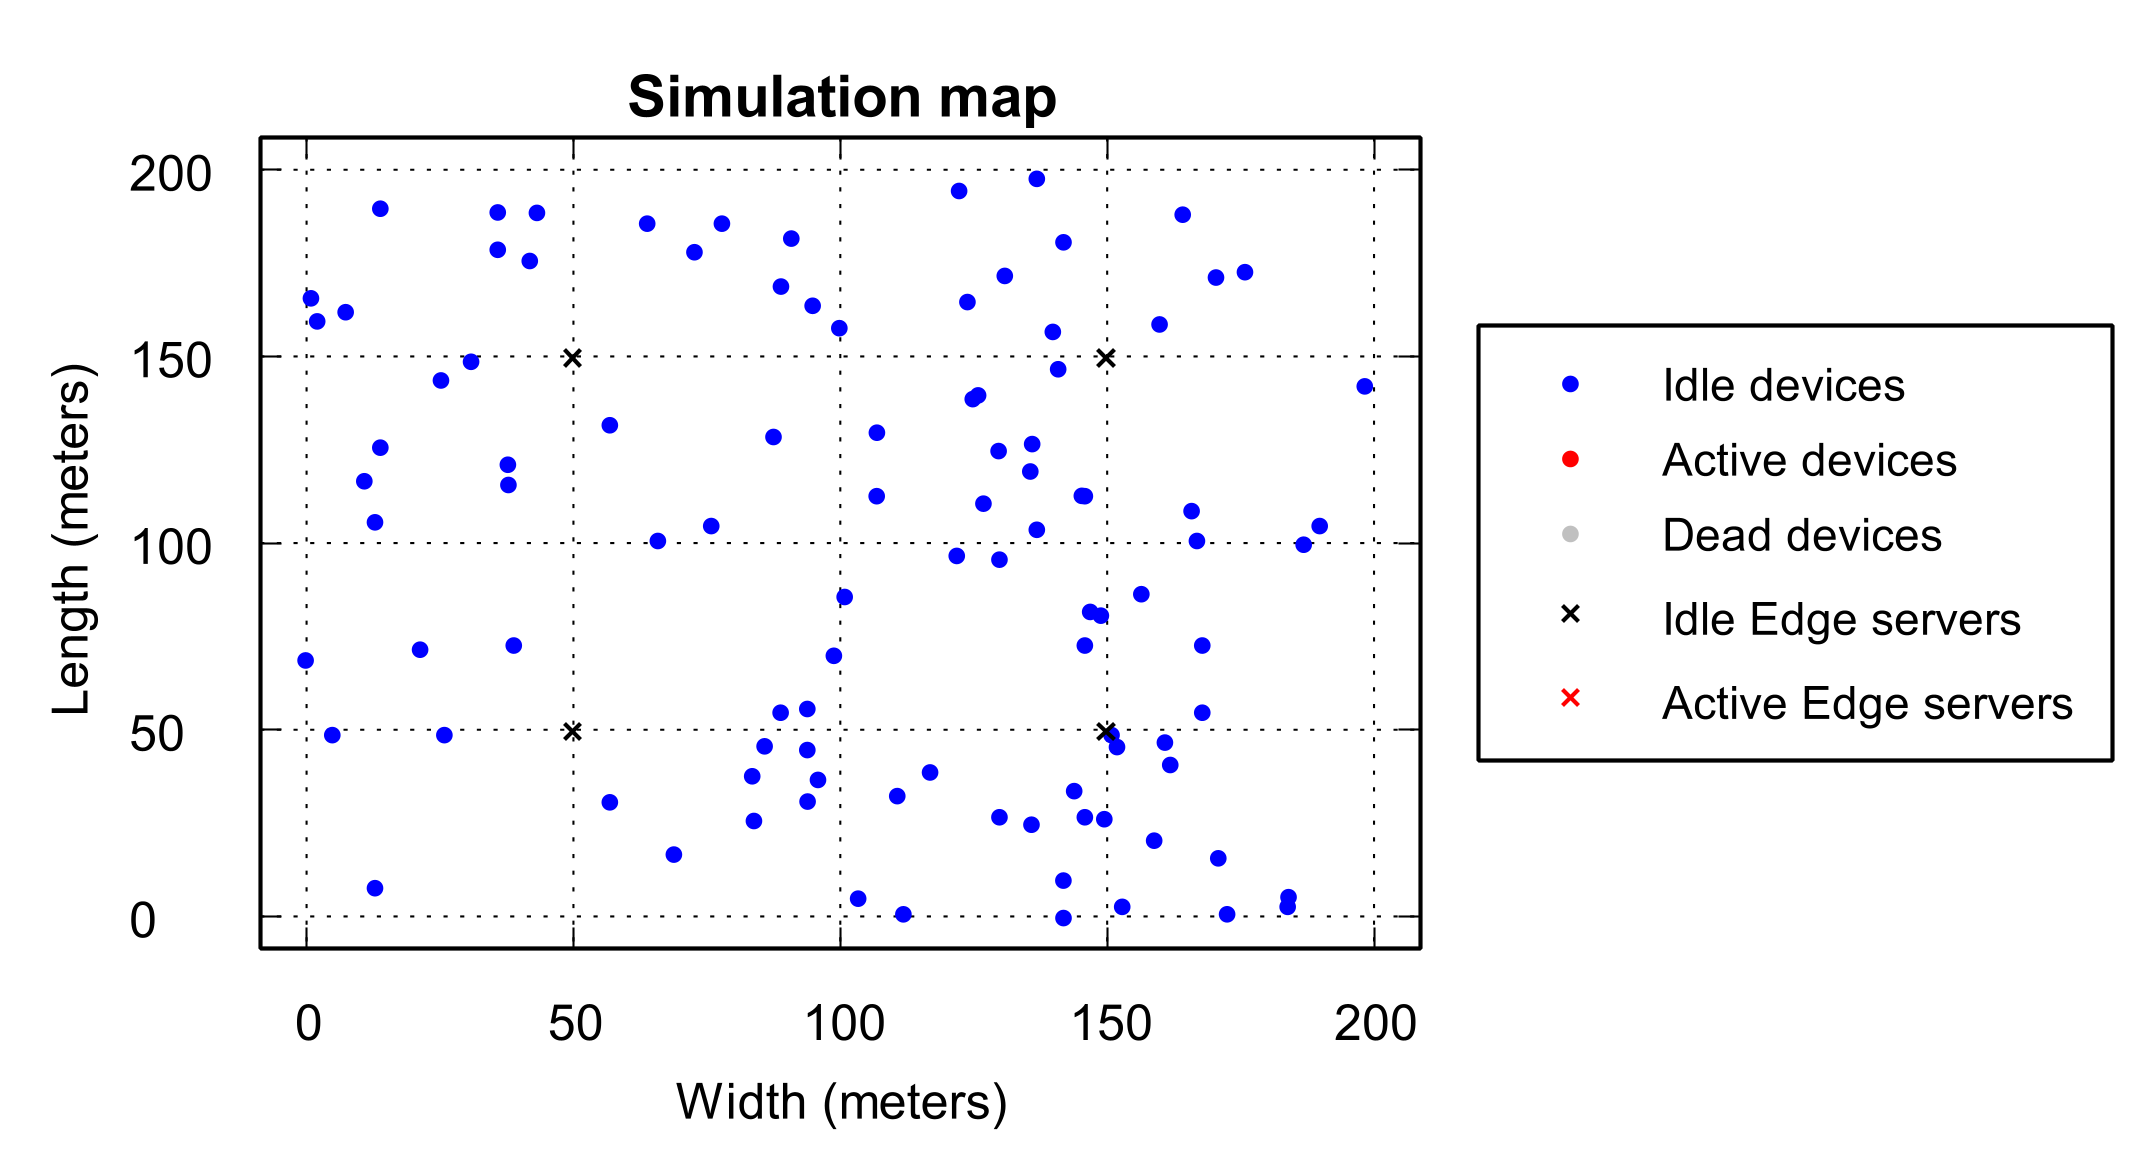 Simulation map
200
150
100
50
0
Length (meters)
0 50 100 150 200
Width (meters)
Idle devices
Active devices
Dead devices
Idle Edge servers
Active Edge servers